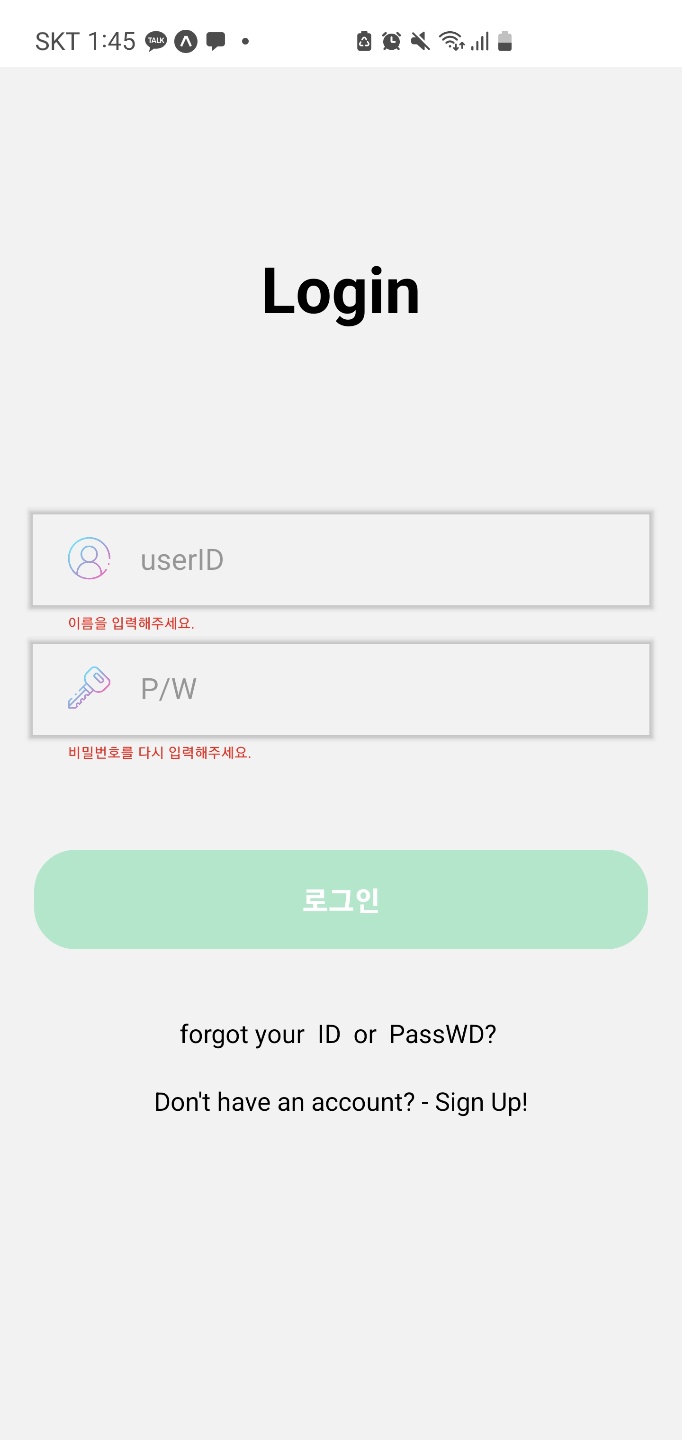 SKT 1:45 TALK
Login
userID
이름을 입력해주세요.
P/W
비밀번호를 다시 입력해주세요.
로그인
forgot your ID or PassWD?
Don't have an account? - Sign Up!